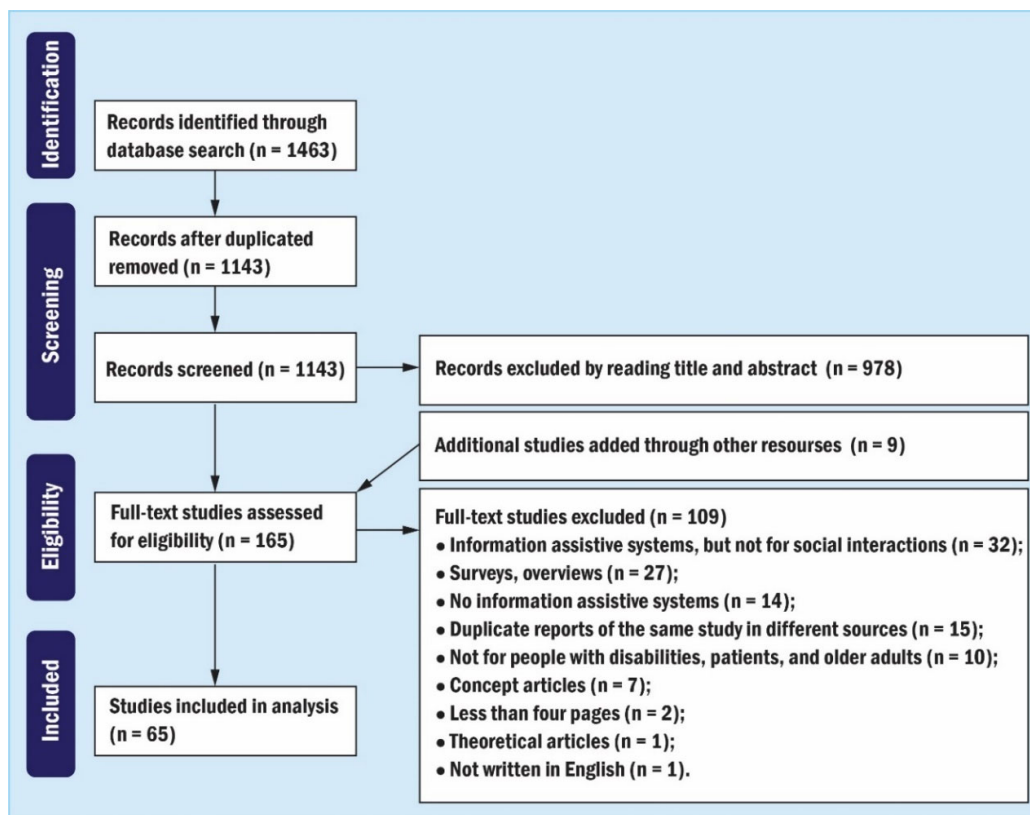 Identification
Records identified through
database search (n = 1463)
Screening
Records after duplicated
removed (n = 1143)
Records screened (n = 1143)
Records excluded by reading title and abstract (n = 978)
Additional studies added through other resourses (n = 9)
Eligibility
Full-text studies assessed
for eligibility (n = 165)
Full-text studies excluded (n = 109)
• Information assistive systems, but not for social interactions (n = 32);
• Surveys, overviews (n = 27);
• No information assistive systems (n = 14);
• Duplicate reports of the same study in different sources (n = 15);
• Not for people with disabilities, patients, and older adults (n = 10);
• Concept articles (n = 7);
• Less than four pages (n = 2);
• Theoretical articles (n = 1);
• Not written in English (n = 1).
Included
Studies included in analysis
(n = 65)